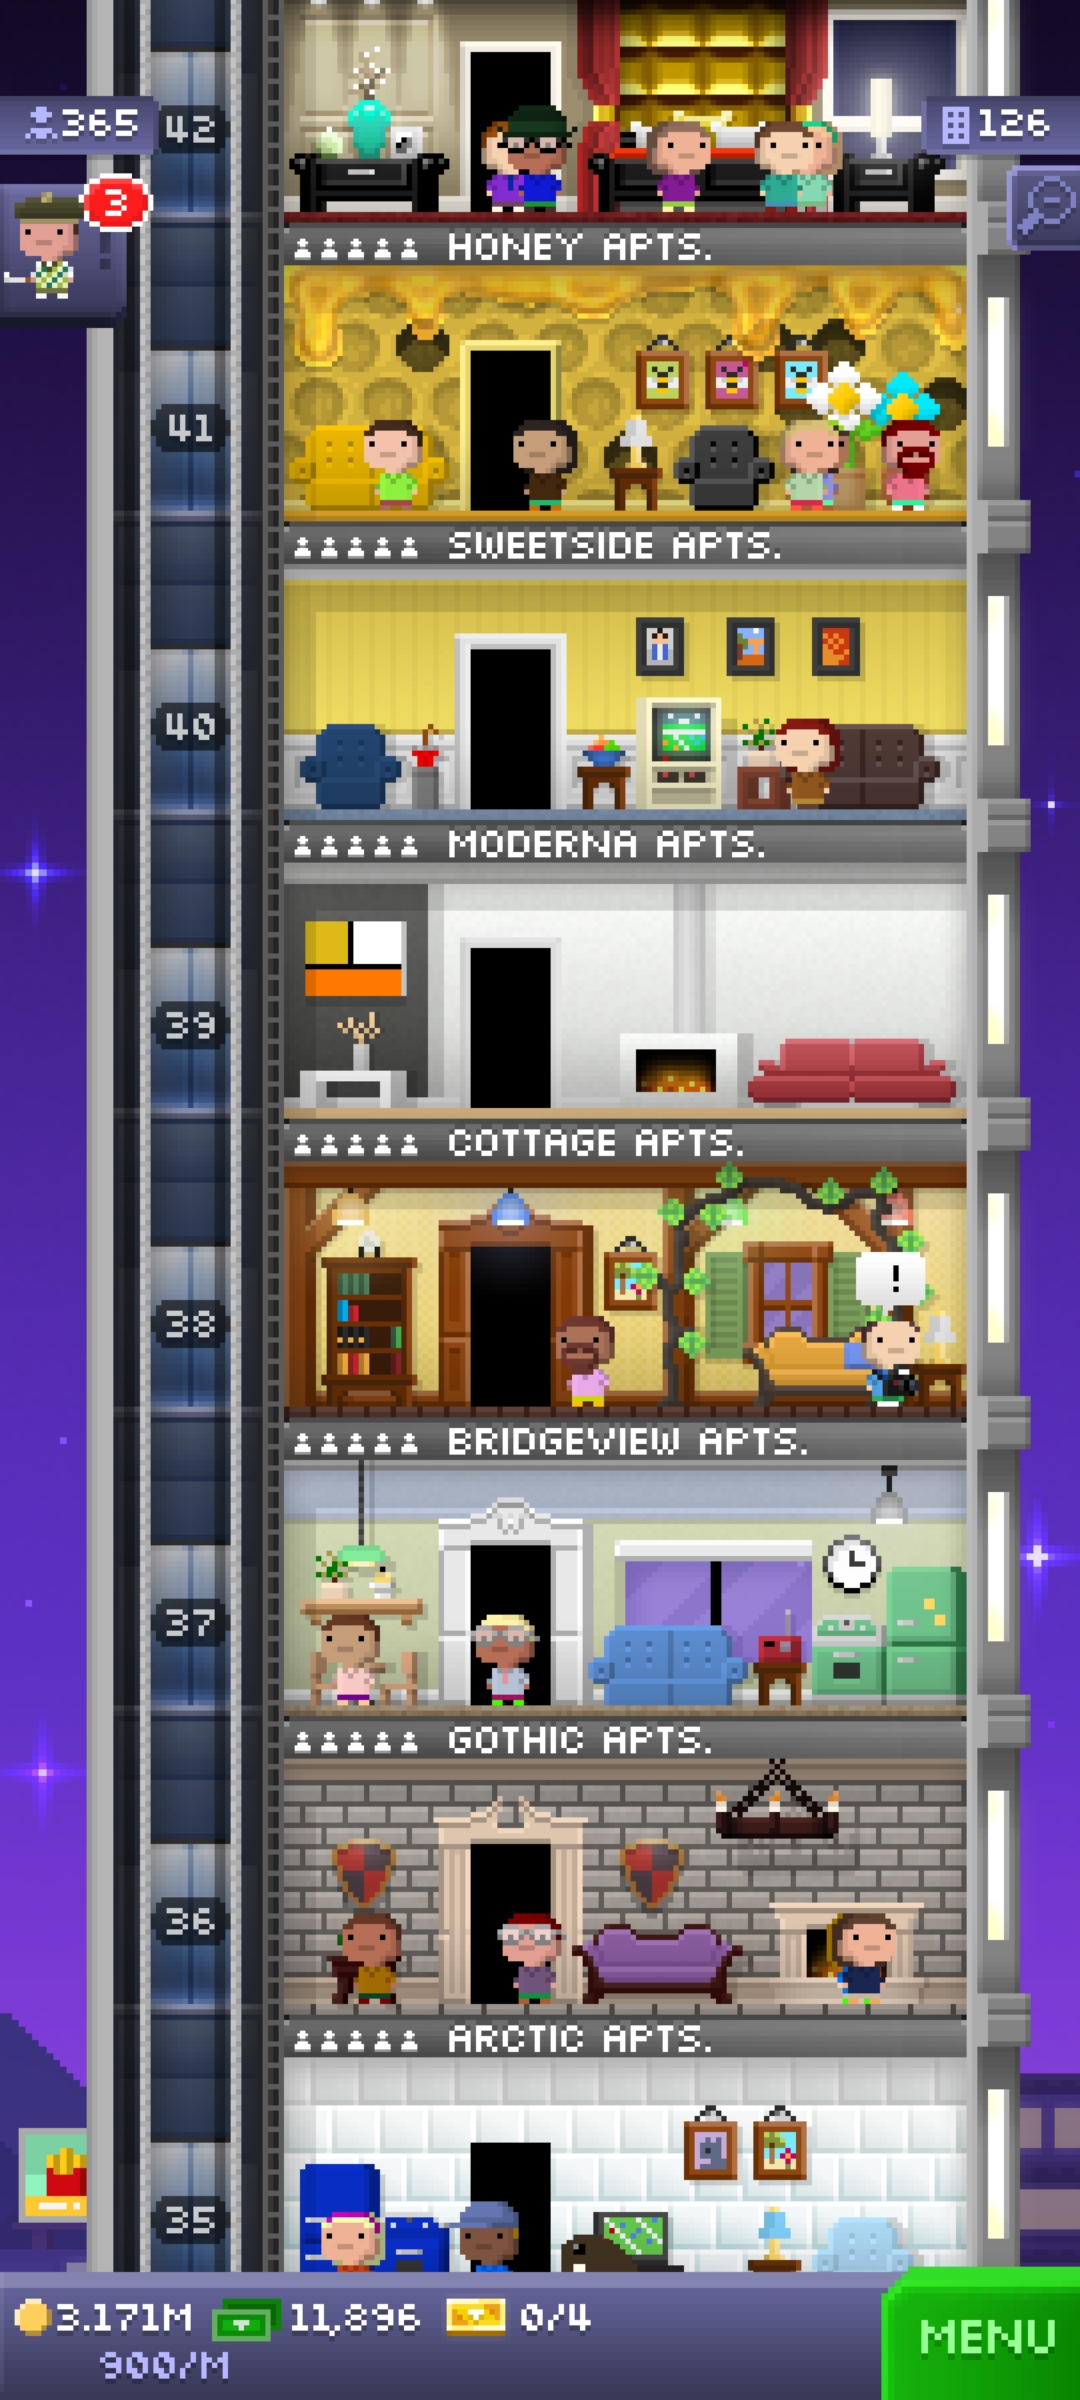 365
42
126
3
HONEY APTS.
41
SWEETSIDE APTS.
40
MODERNA APTS.
39
COTTAGE APTS.
!
38
BRIDGEVIEW APTS.
37
GOTHIC APTS.
36
ARCTIC APTS.
35
3.171M 11,896 0/4
900/M
MENU